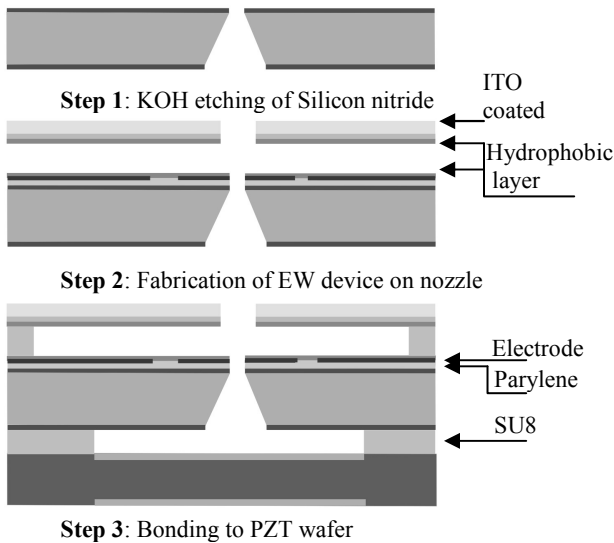 Step 1: KOH etching of Silicon nitride
ITO
coated
Hydrophobic
layer
Step 2: Fabrication of EW device on nozzle
Electrode
Parylene
SU8
Step 3: Bonding to PZT wafer